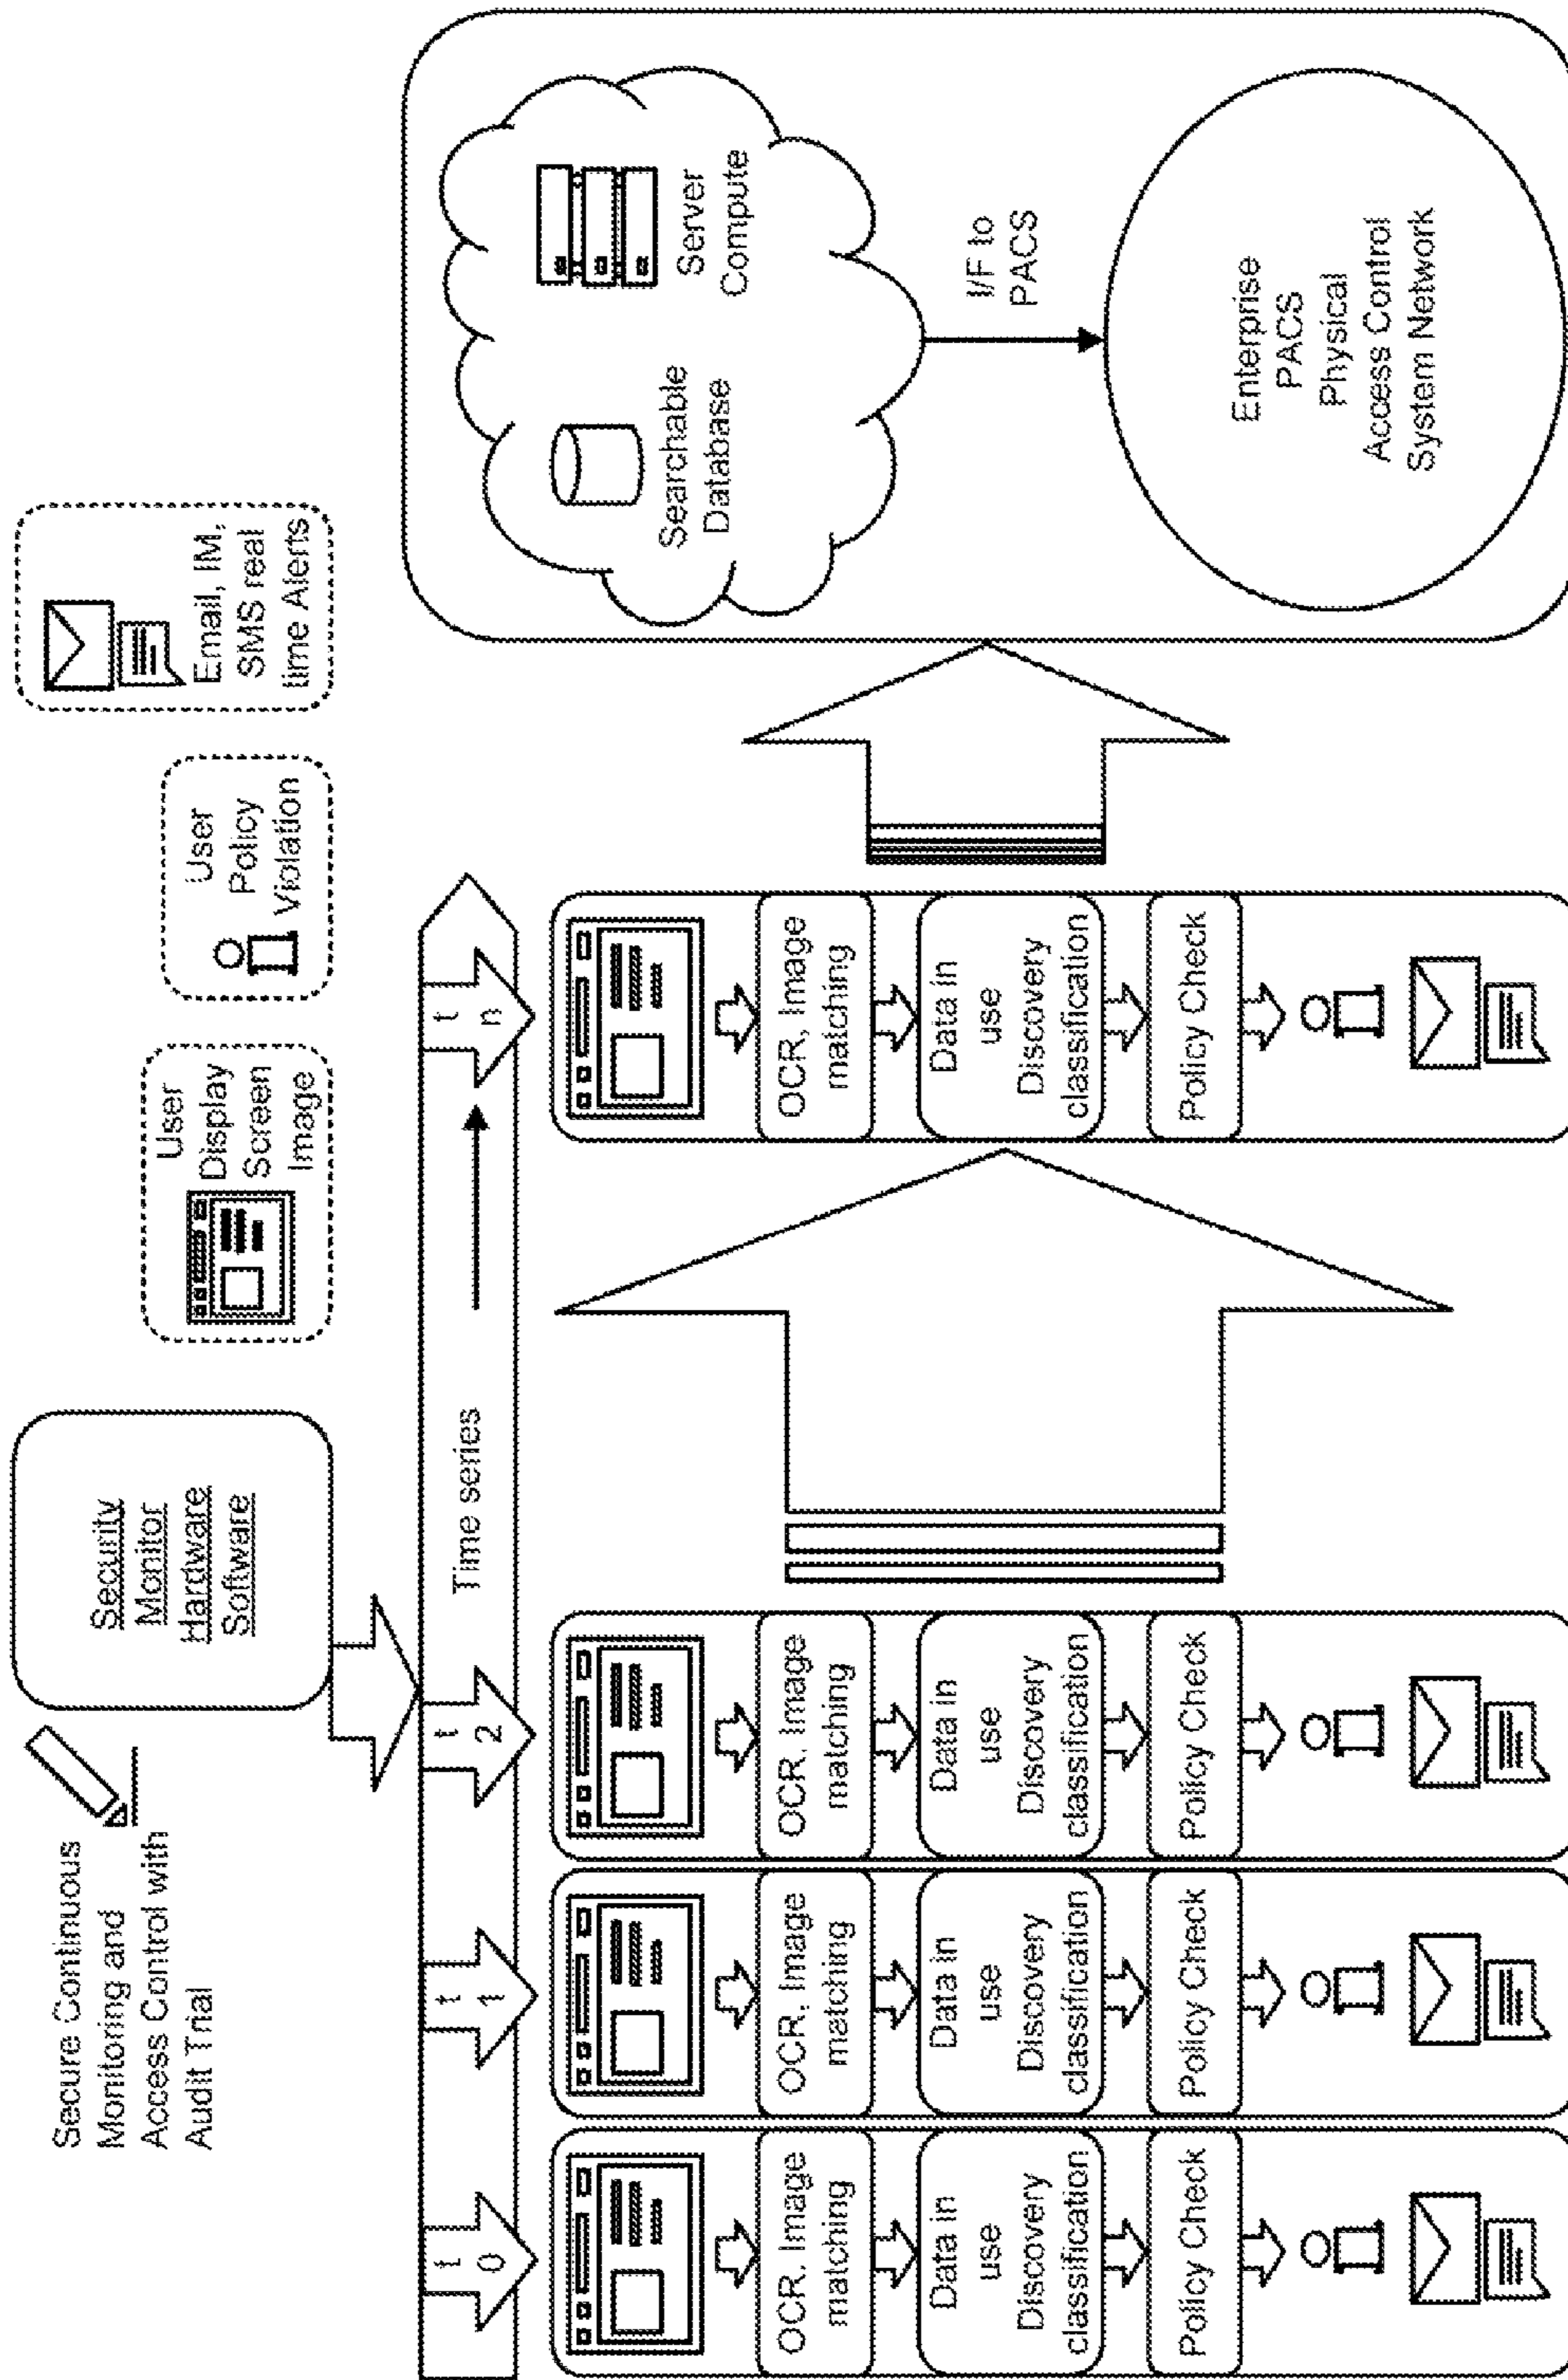 Secure Continuous
Monitoring and
Access Control with
Audit Trial
Security
Monitor
Hardware
Software
User
Display
Screen
Image
User
Policy
Violation
Email, IM,
SMS real
time Alerts
t
0
t
1
t
2
Time series
t
n
OCR. Image
matching
Data in
use
Discovery
classification
Policy Check
OCR. Image
matching
Data in
use
Discovery
classification
Policy Check
OCR. Image
matching
Data in
use
Discovery
classification
Policy Check
OCR, Image
matching
Data in
use
Discovery
classification
Policy Check
Searchable
Database
Server
Compute
I/F to
PACS
Enterprise
PACS
Physical
Access Control
System Network